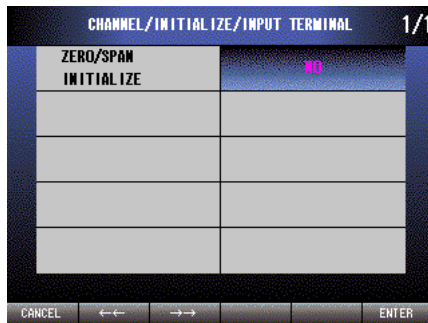 CHANNEL/INITIALIZE/INPUT TERMINAL 1/1
ZERO/SPAN
INITIALIZE
NO
CANCEL ←← →→ ENTER